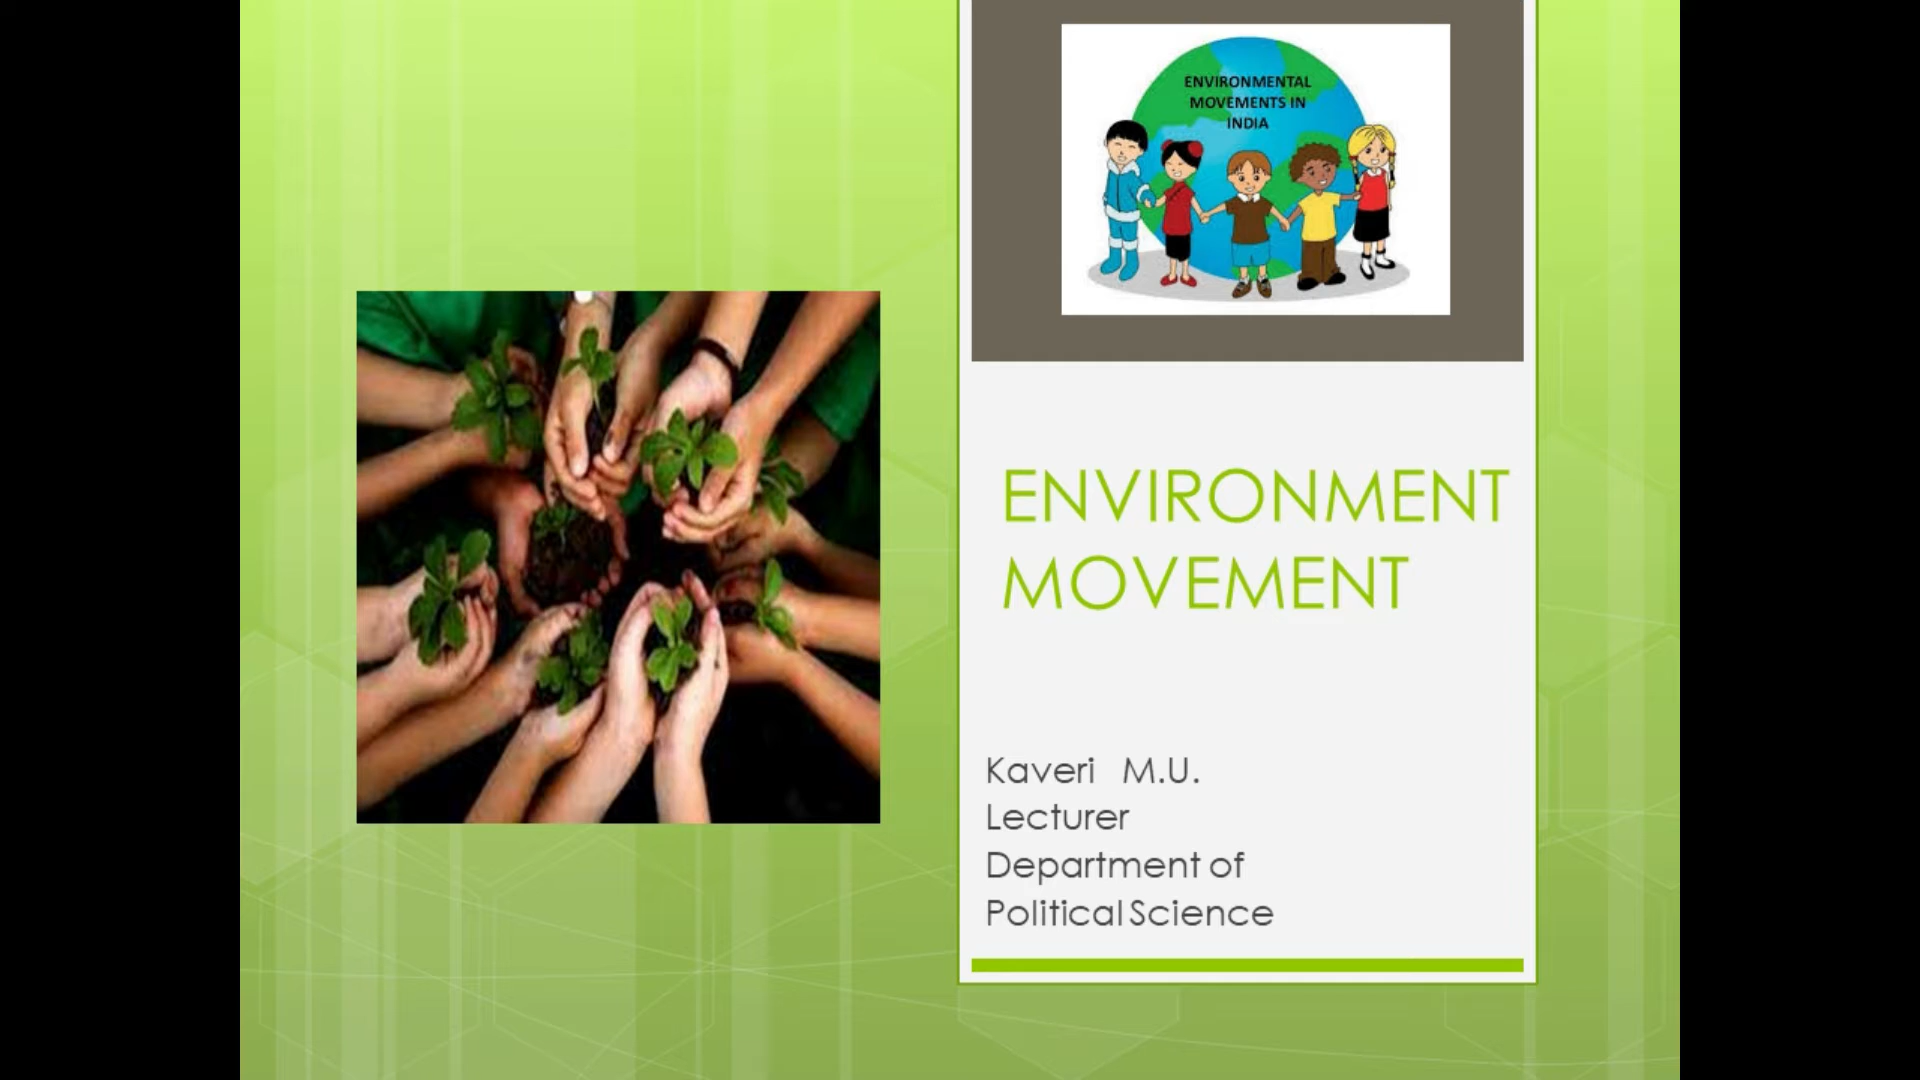 ENVIRONMENTAL
MOVEMENTS IN
INDIA
ENVIRONMENT
MOVEMENT
Kaveri M.U.
Lecturer
Department of
Political Science